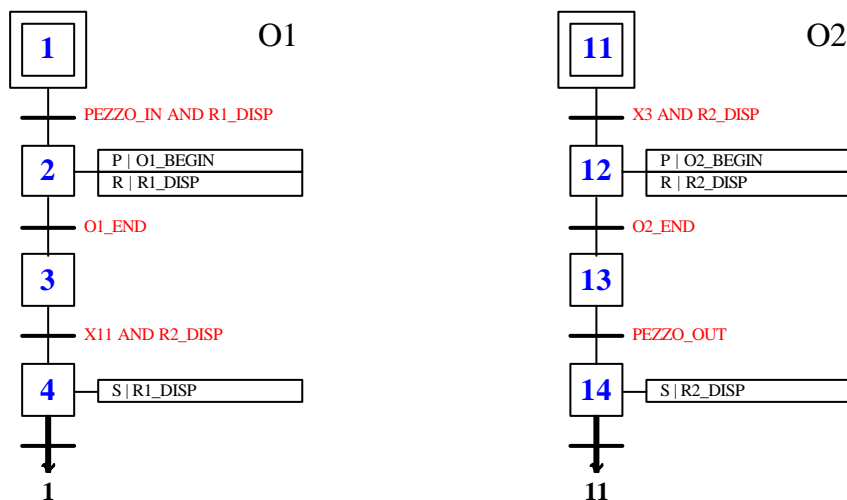 O1
1
PEZZO_IN AND R1_DISP
2
P | O1_BEGIN
R | R1_DISP
O1_END
3
X11 AND R2_DISP
4
S | R1_DISP
1
O2
11
X3 AND R2_DISP
12
P | O2_BEGIN
R | R2_DISP
O2_END
13
PEZZO_OUT
14
S | R2_DISP
11